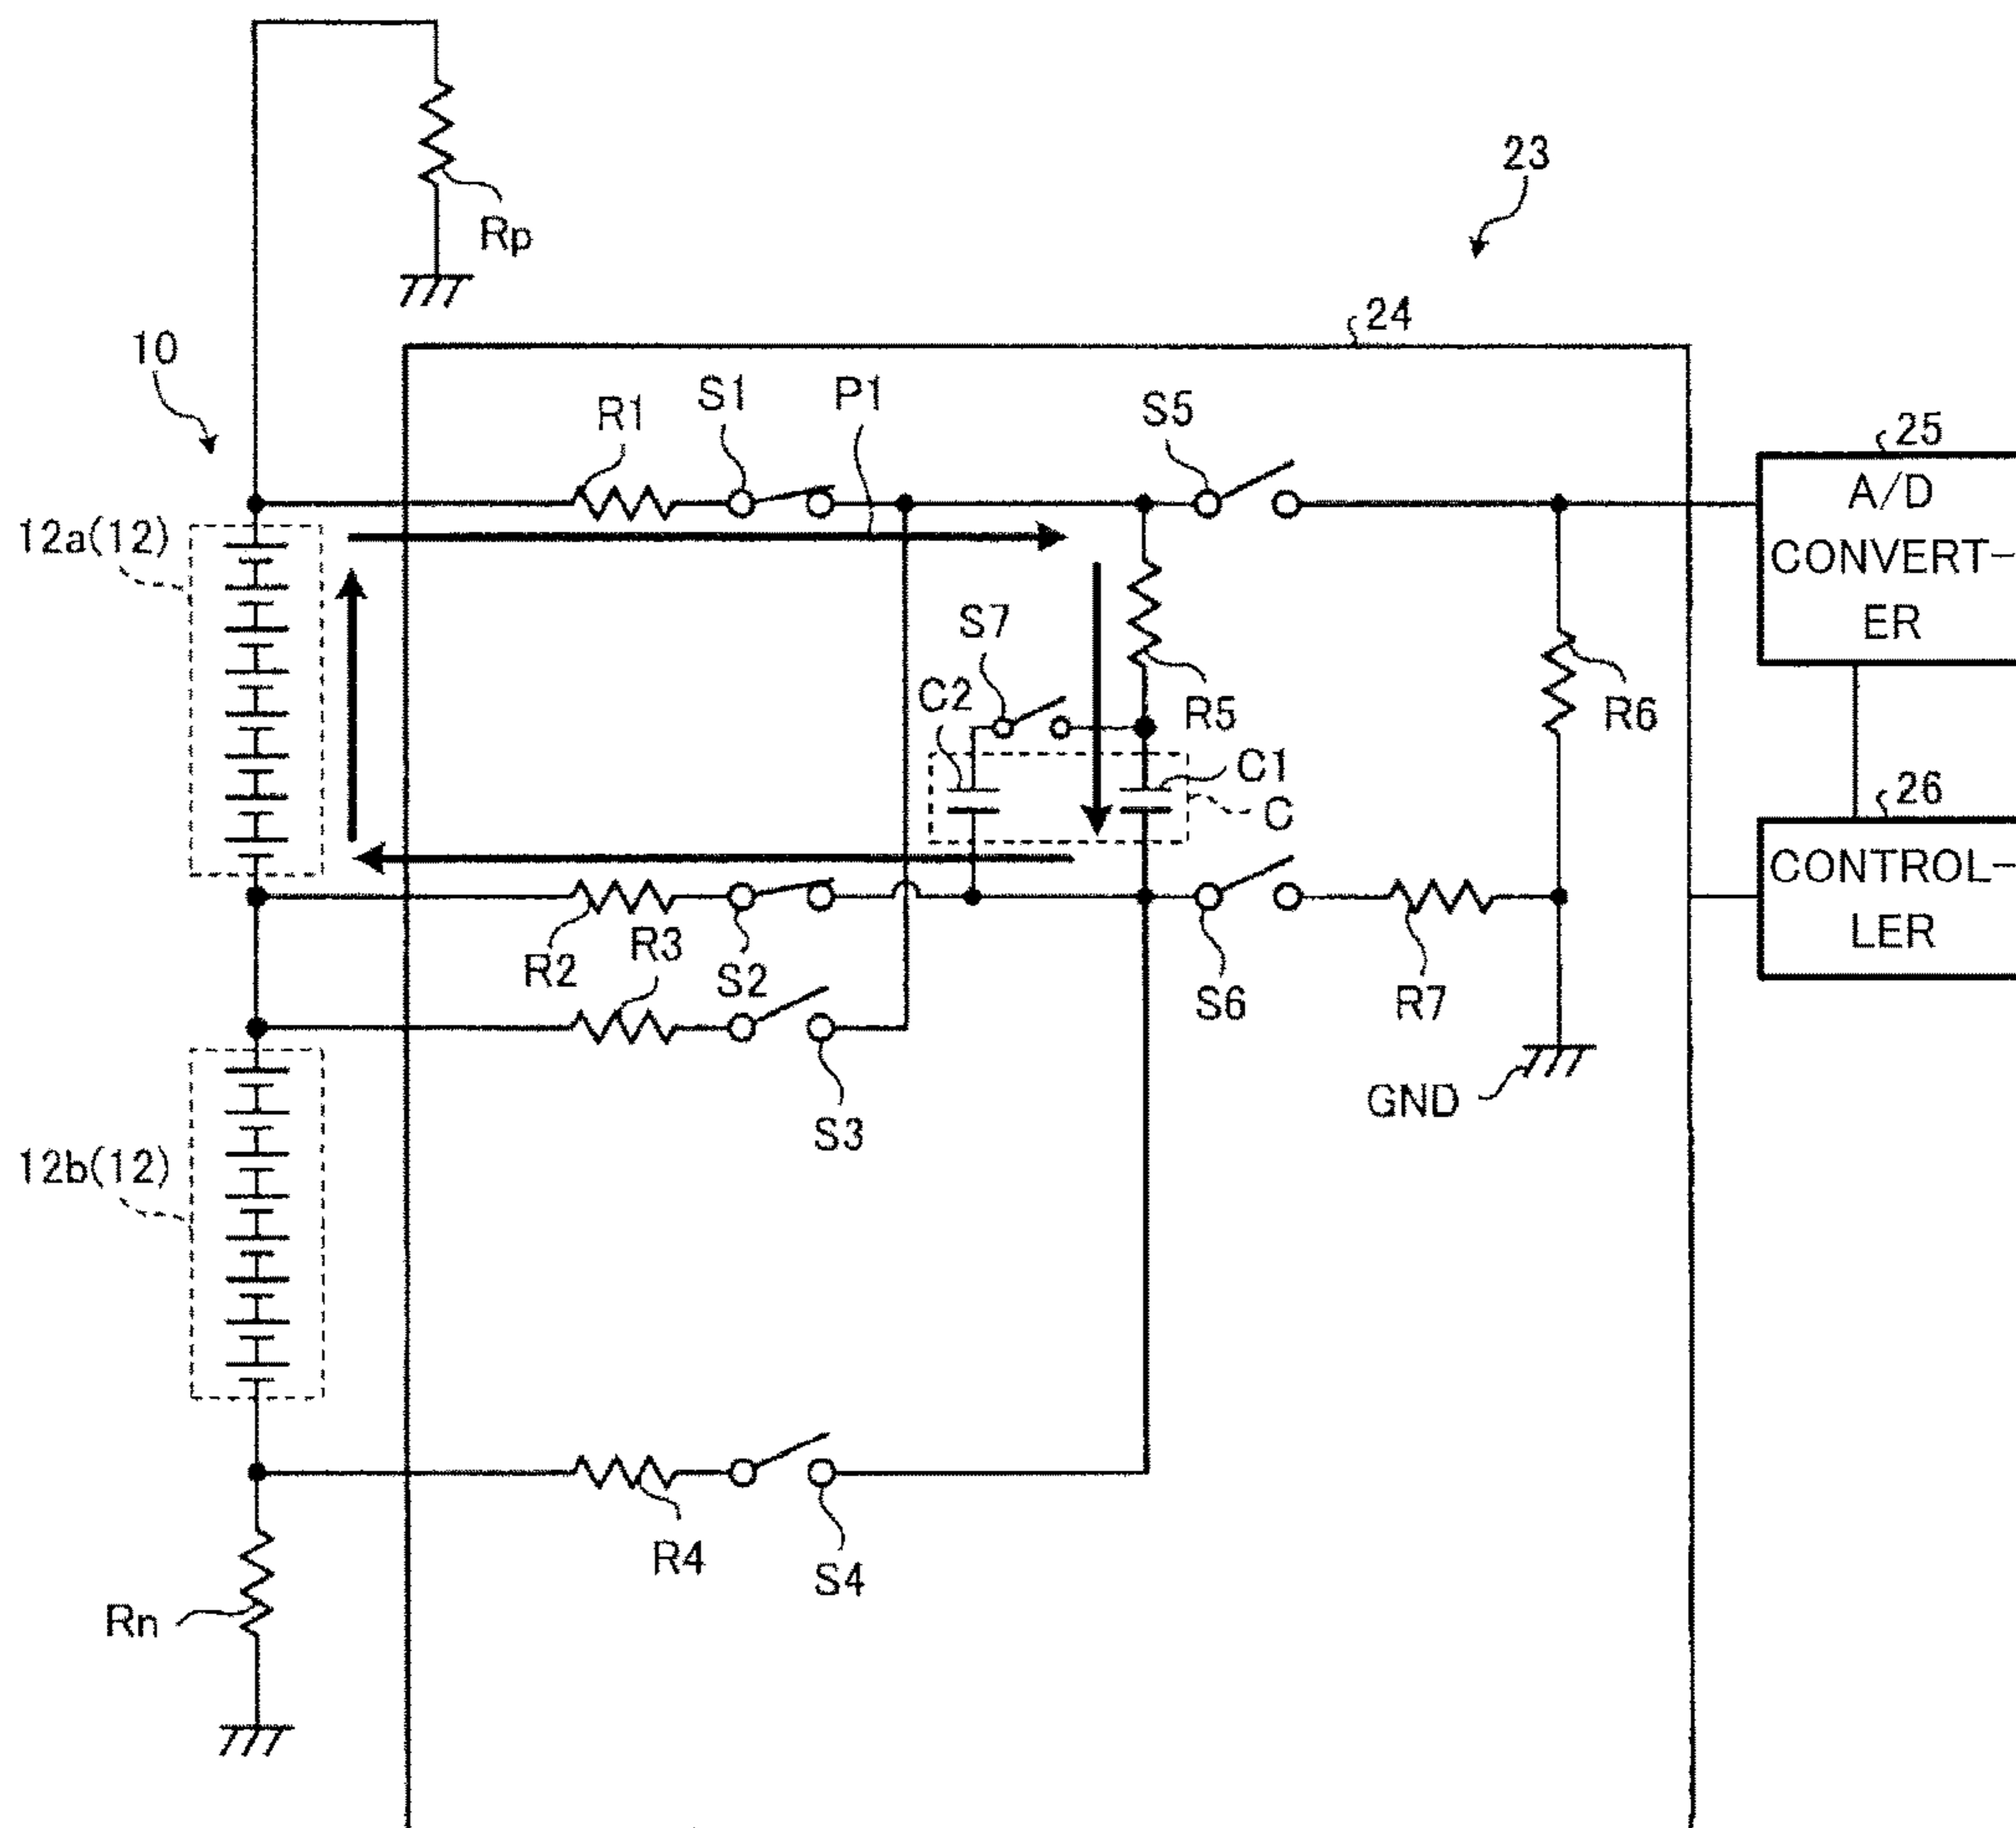 Rp
23
24
10
R1
S1
P1
S5
25
A/D
CONVERT-
ER
12a(12)
S7
C2
R5
R6
C1
C
26
CONTROL-
LER
R2
R3
S2
S6
R7
GND
S3
12b(12)
R4
S4
Rn